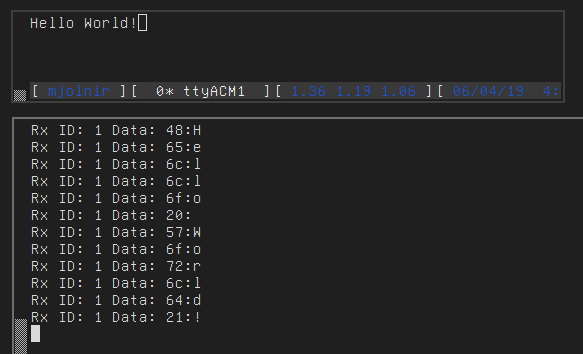 Hello World!
[ mjolnir ][ 0* ttyACM1 ][ 1.36 1.19 1.06 ][ 06/04/19 4:
Rx ID: 1 Data: 48:H
Rx ID: 1 Data: 65:e
Rx ID: 1 Data: 6c:l
Rx ID: 1 Data: 6c:l
Rx ID: 1 Data: 6f:o
Rx ID: 1 Data: 20:
Rx ID: 1 Data: 57:W
Rx ID: 1 Data: 6f:o
Rx ID: 1 Data: 72:r
Rx ID: 1 Data: 6c:l
Rx ID: 1 Data: 64:d
Rx ID: 1 Data: 21:!